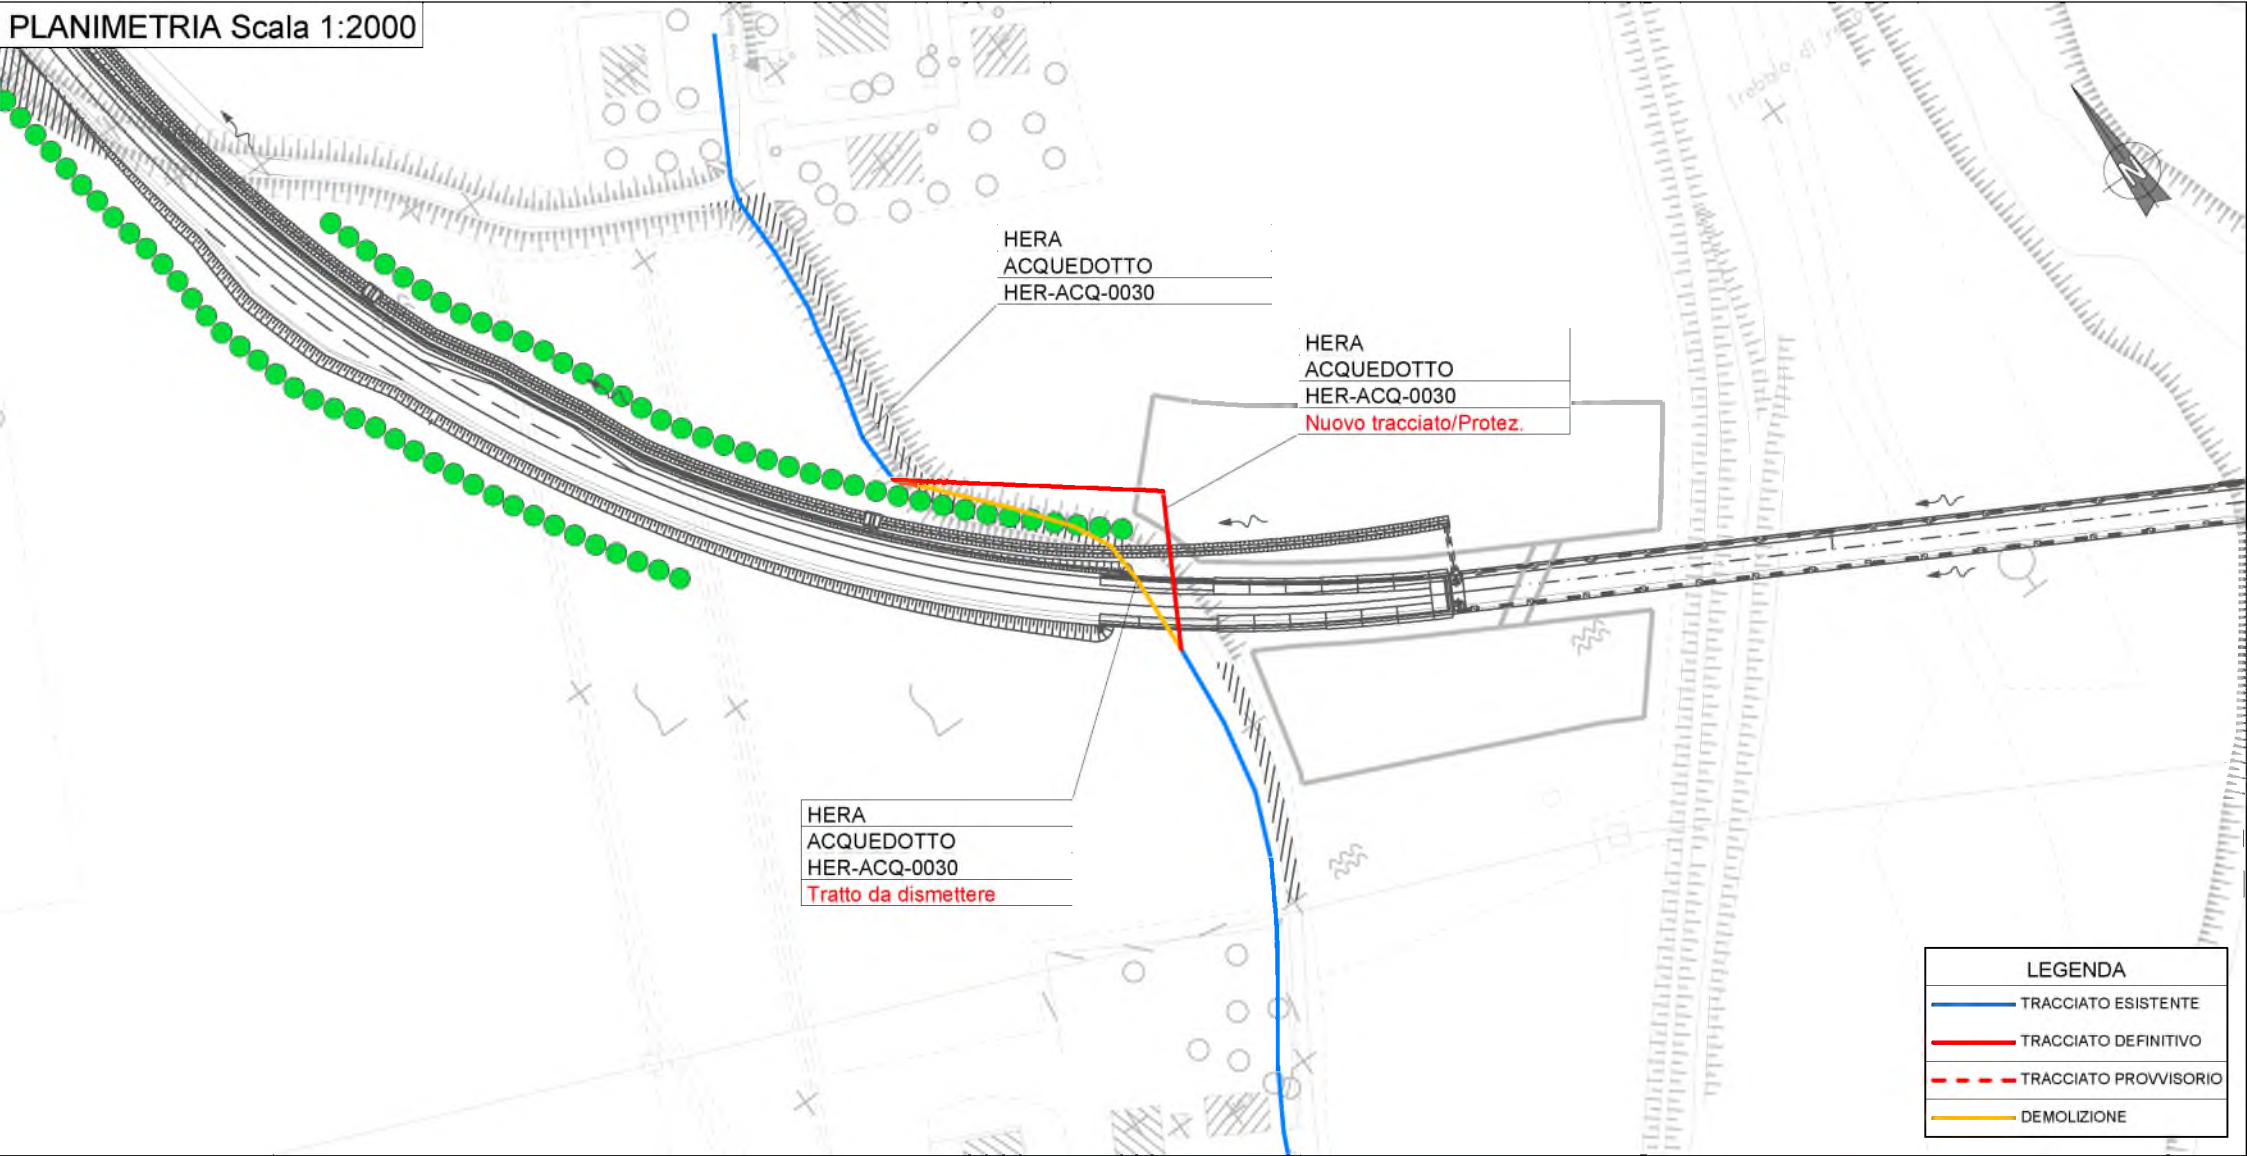 PLANIMETRIA Scala 1:2000
HERA
ACQUEDOTTO
HER-ACQ-0030
HERA
ACQUEDOTTO
HER-ACQ-0030
Nuovo tracciato/Protez.
HERA
ACQUEDOTTO
HER-ACQ-0030
Tratto da dismettere
N
LEGENDA
TRACCIATO ESISTENTE
TRACCIATO DEFINITIVO
TRACCIATO PROVVISORIO
DEMOLIZIONE